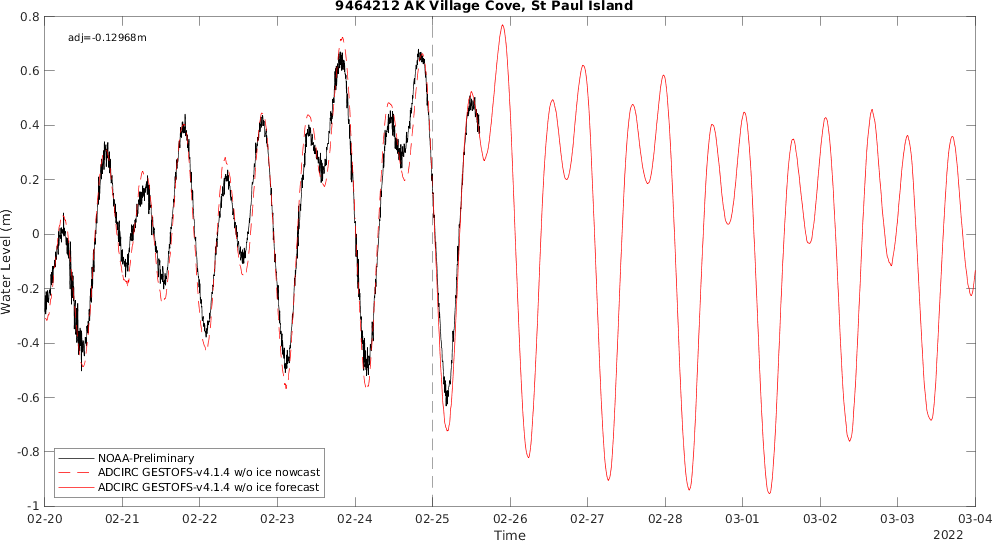 9464212 AK Village Cove, St Paul Island
adj=-0.12968m
0.8
0.6
0.4
0.2
0
-0.2
-0.4
-0.6
-0.8
-1
Water Level (m)
NOAA-Preliminary
ADCIRC GESTOFS-v4.1.4 w/o ice nowcast
ADCIRC GESTOFS-v4.1.4 w/o ice forecast
02-20 02-21 02-22 02-23 02-24 02-25 02-26 02-27 02-28 03-01 03-02 03-03 03-04
Time
2022